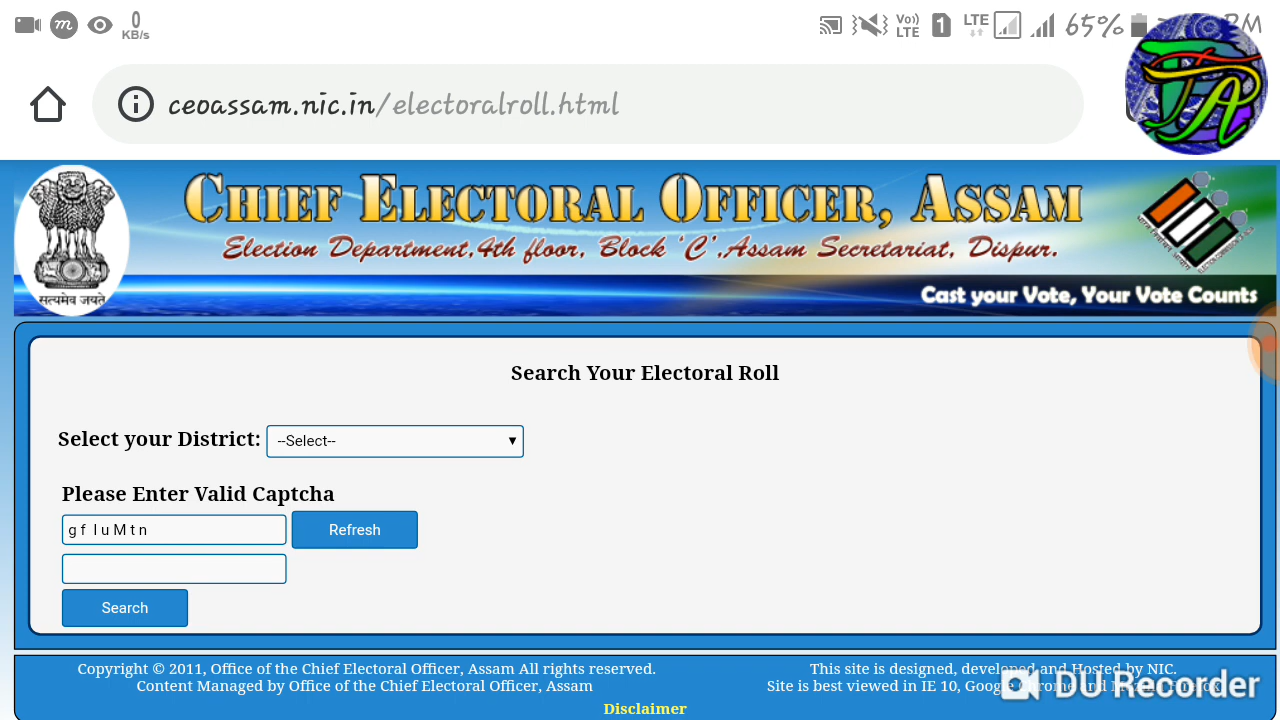 0
KB/s
Vo))
LTE
1
LTE
65%
ceoassam.nic.in/electoralroll.html
CHIEF ELECTORAL OFFICER, ASSAM
Election Department,4th floor, Block 'C',Assam Secretariat, Dispur.
सत्यमेव जयते
Cast your Vote, Your Vote Counts
Search Your Electoral Roll
Select your District: --Select--
Please Enter Valid Captcha
g f I u M t n
Refresh
Search
Copyright © 2011, Office of the Chief Electoral Officer, Assam All rights reserved.
Content Managed by Office of the Chief Electoral Officer, Assam
This site is designed, developed and Hosted by NIC.
Site is best viewed in IE 10, Google Chrome and
DU Recorder
Disclaimer